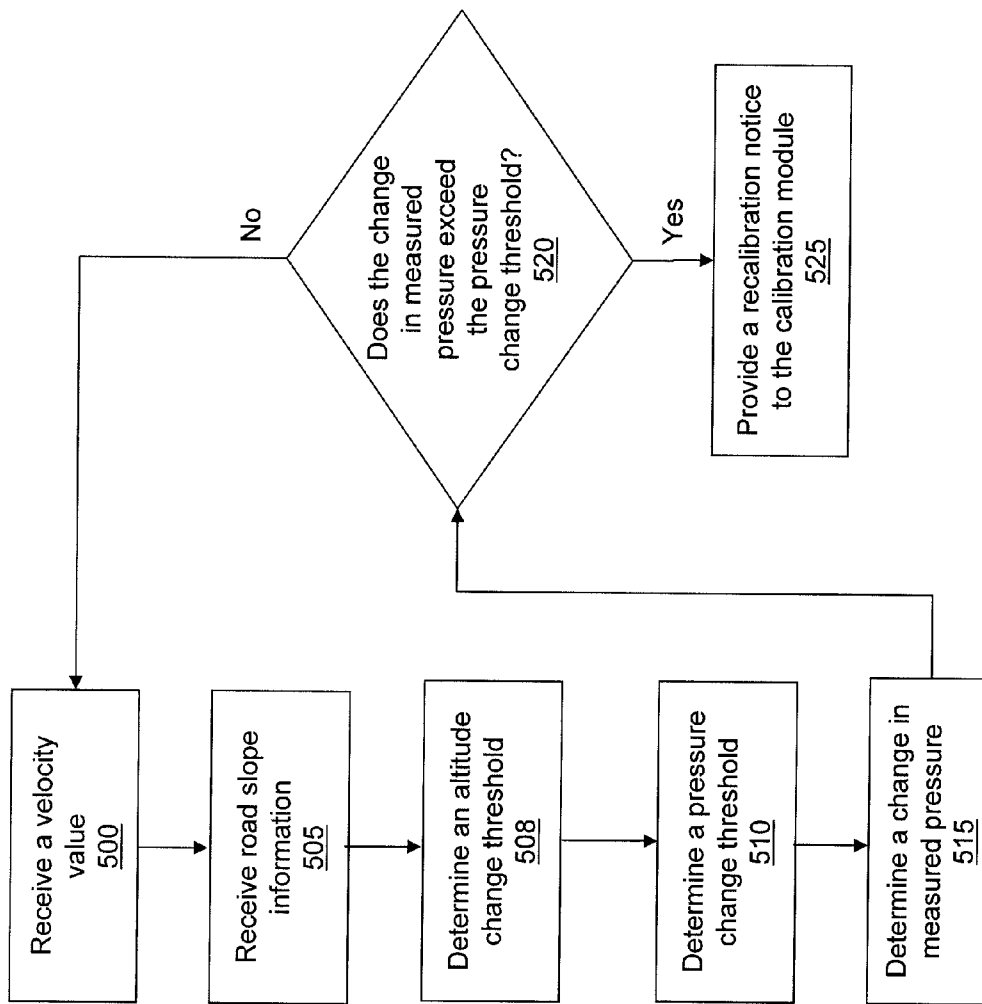 Receive a velocity
value
500
Receive road slope
information
505
Determine an altitude
change threshold
508
Determine a pressure
change threshold
510
Determine a change in
measured pressure
515
Does the change
in measured
pressure exceed
the pressure
change threshold?
520
No
Yes
Provide a recalibration notice
to the calibration module
525